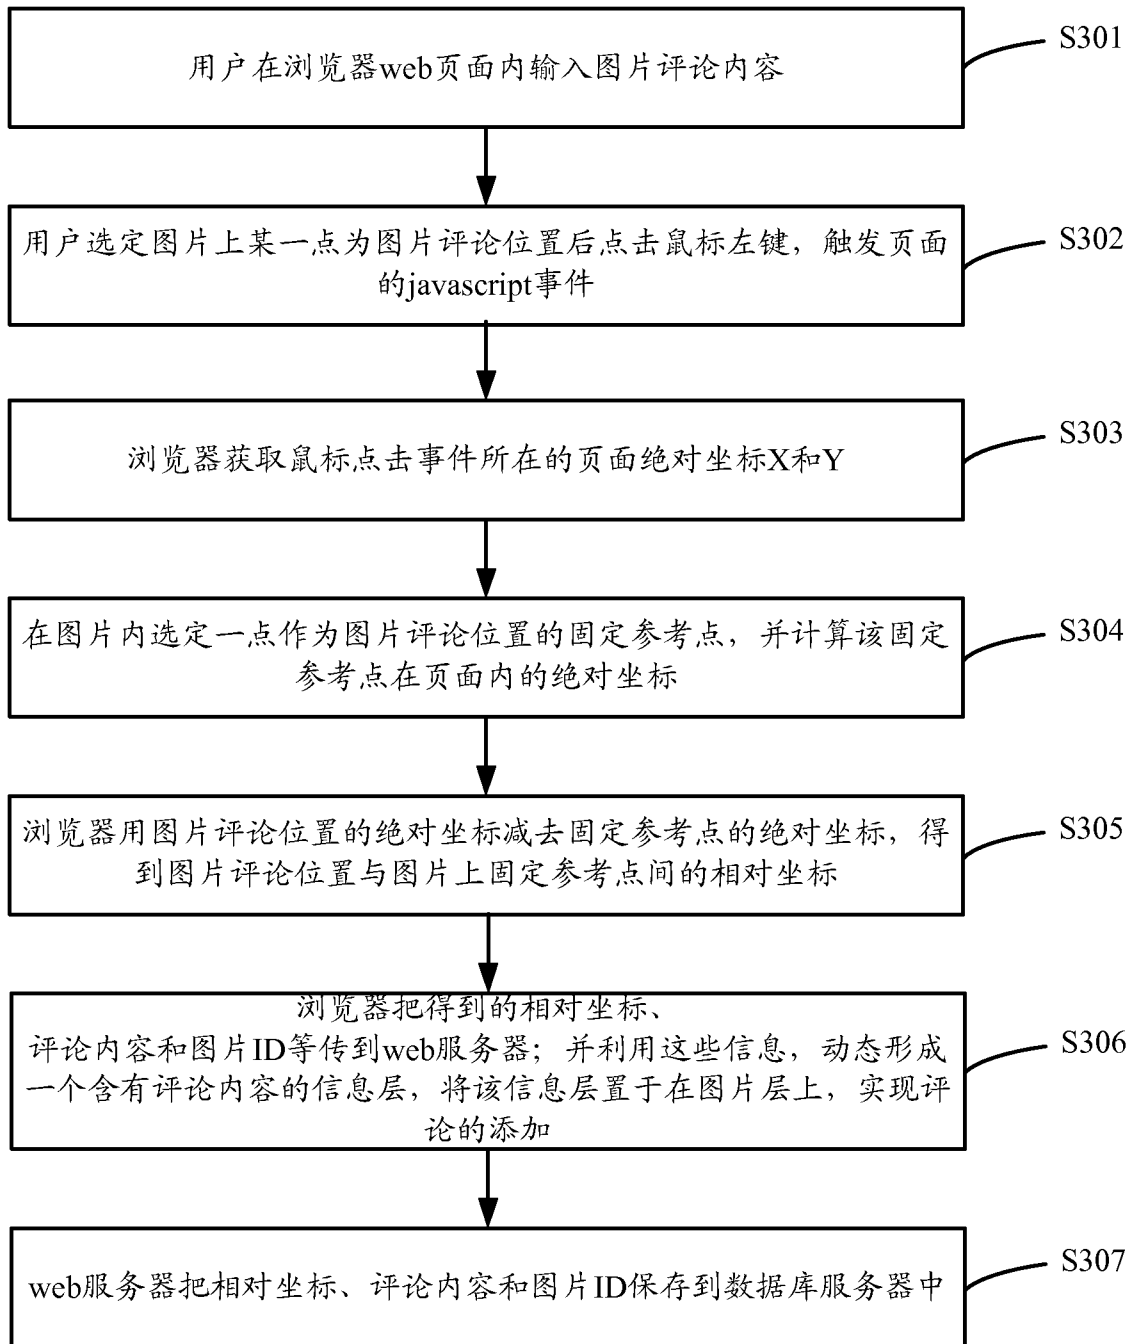 用户在浏览器web页面内输入图片评论内容
S301
用户选定图片上某一点为图片评论位置后点击鼠标左键，触发页面
的javascript事件
S302
浏览器获取鼠标点击事件所在的页面绝对坐标X和Y
S303
在图片内选定一点作为图片评论位置的固定参考点，并计算该固定
参考点在页面内的绝对坐标
S304
浏览器用图片评论位置的绝对坐标减去固定参考点的绝对坐标，得
到图片评论位置与图片上固定参考点间的相对坐标
S305
浏览器把得到的相对坐标、
评论内容和图片ID等传到web服务器；并利用这些信息，动态形成
一个含有评论内容的信息层，将该信息层置于在图片层上，实现评
论的添加
S306
web服务器把相对坐标、评论内容和图片ID保存到数据库服务器中
S307